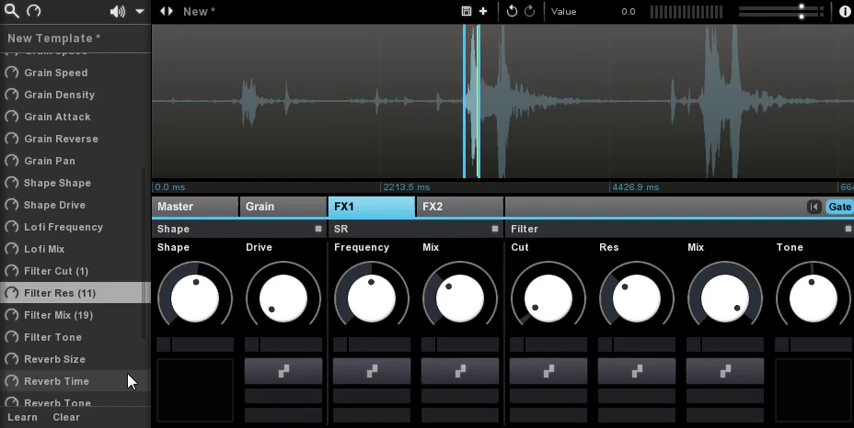 New *
Value 0.0
New Template *
Grain Space
Grain Speed
Grain Density
Grain Attack
Grain Reverse
Grain Pan
Shape Shape
Shape Drive
Lofi Frequency
Lofi Mix
Filter Cut (1)
Filter Res (11)
Filter Mix (19)
Filter Tone
Reverb Size
Reverb Time
Reverb Tone
Learn Clear
0.0 ms 2213.5 ms 4426.9 ms 664
Master Grain FX1 FX2 Gate
Shape SR Filter
Shape Drive Frequency Mix Cut Res Mix Tone